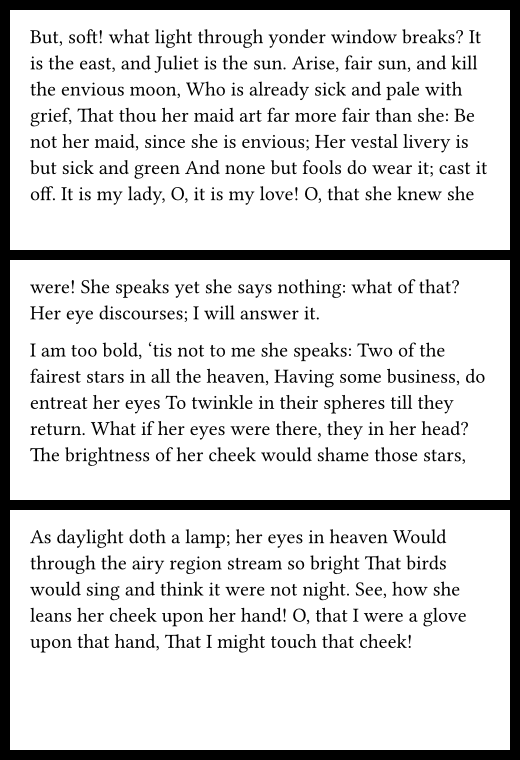 But, soft! what light through yonder window breaks? It
is the east, and Juliet is the sun. Arise, fair sun, and kill
the envious moon, Who is already sick and pale with
grief, That thou her maid art far more fair than she: Be
not her maid, since she is envious; Her vestal livery is
but sick and green And none but fools do wear it; cast it
off. It is my lady, O, it is my love! O, that she knew she
were! She speaks yet she says nothing: what of that?
Her eye discourses; I will answer it.
I am too bold, ‘tis not to me she speaks: Two of the
fairest stars in all the heaven, Having some business, do
entreat her eyes To twinkle in their spheres till they
return. What if her eyes were there, they in her head?
The brightness of her cheek would shame those stars,
As daylight doth a lamp; her eyes in heaven Would
through the airy region stream so bright That birds
would sing and think it were not night. See, how she
leans her cheek upon her hand! O, that I were a glove
upon that hand, That I might touch that cheek!